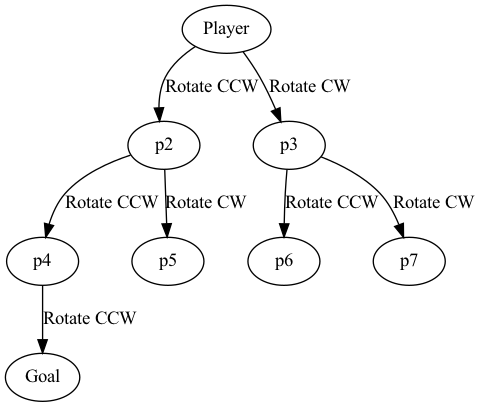 Player
Rotate CCW
Rotate CW
p2
p3
Rotate CCW
Rotate CW
Rotate CCW
Rotate CW
p4
p5
p6
p7
Rotate CCW
Goal